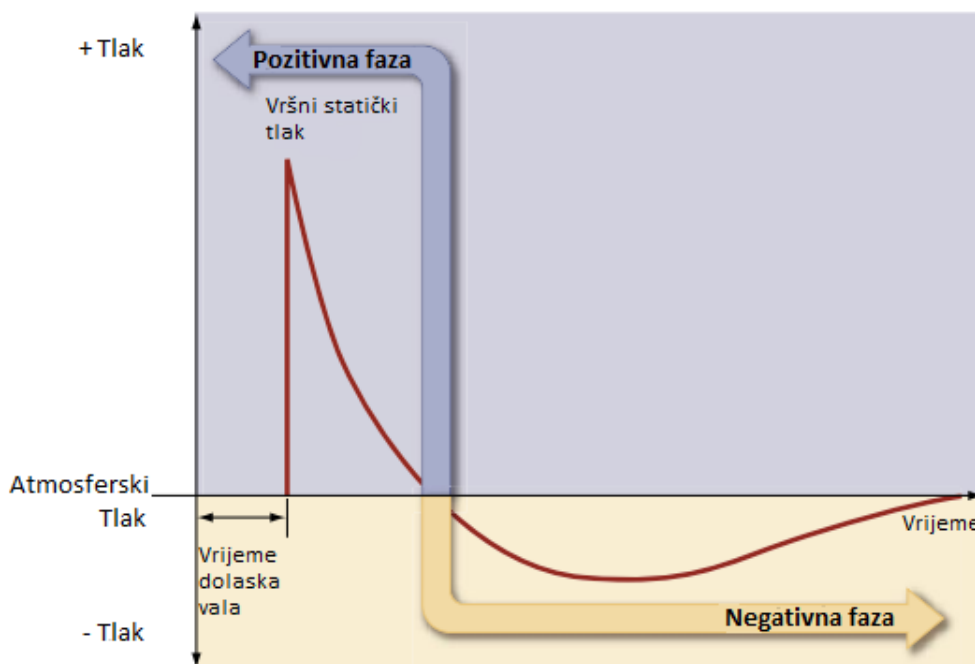 + Tlak
Pozitivna faza
Vršni statički
tlak
Atmosferski
Tlak
Vrijeme
Vrijeme
dolaska
vala
- Tlak
Negativna faza